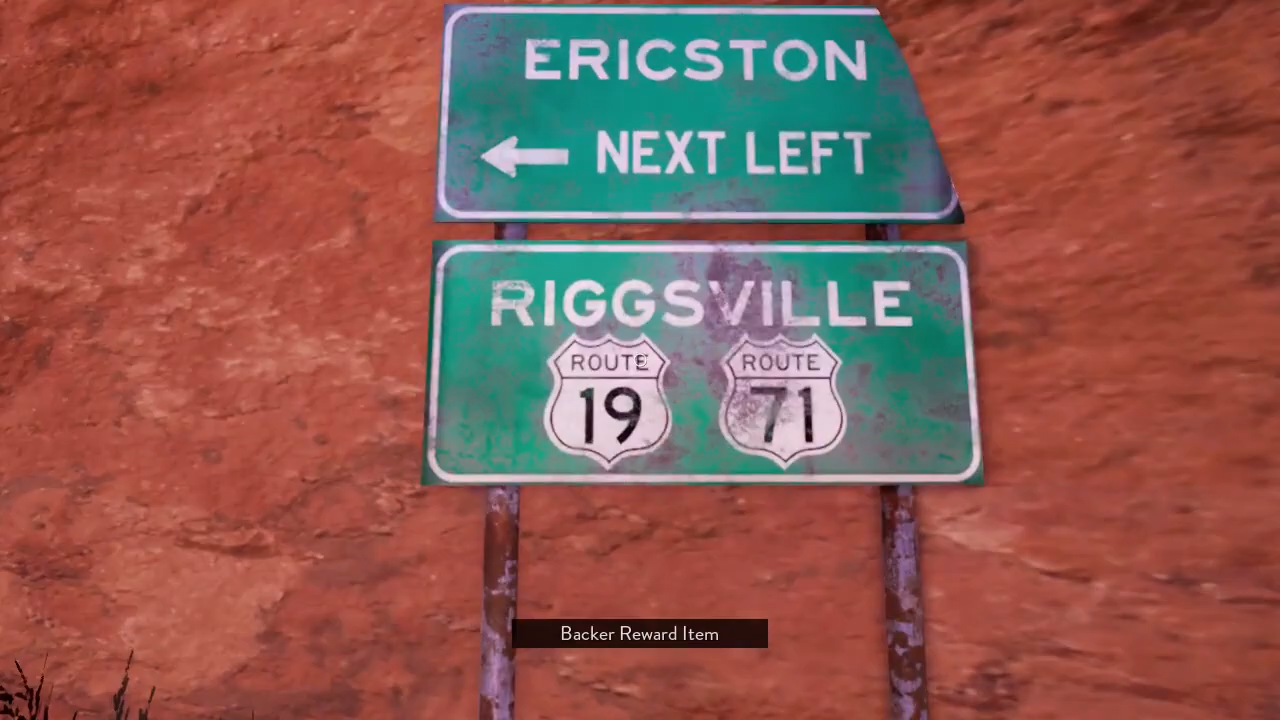 ERICSTON
NEXT LEFT
RIGGSVILLE
ROUTE 19
ROUTE 71
Backer Reward Item